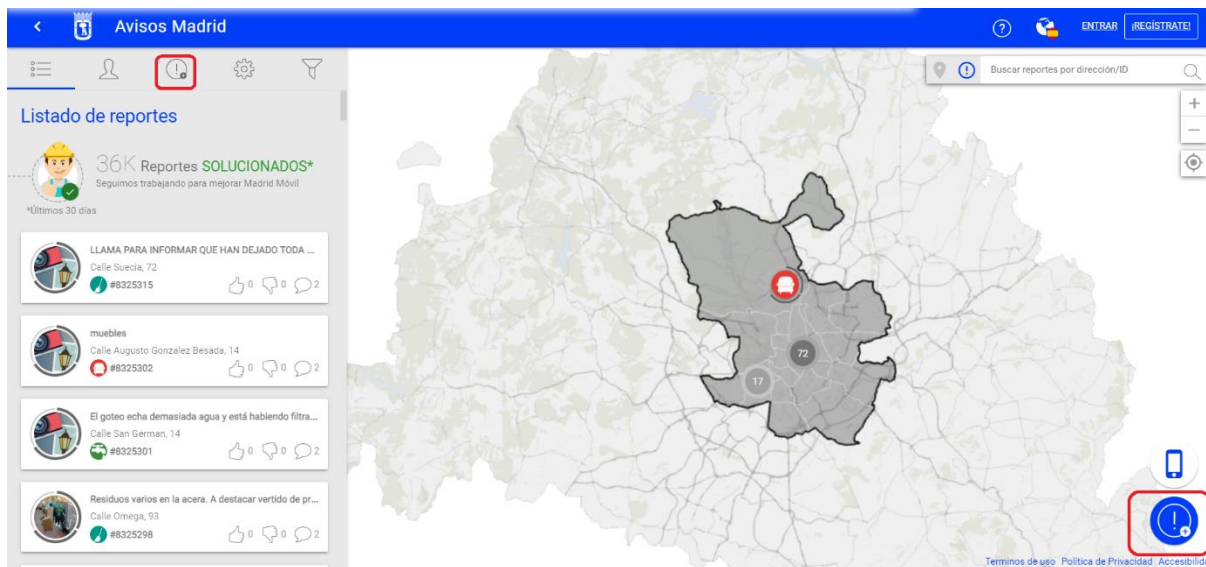 Avisos Madrid
ENTRAR
¡REGÍSTRATE!
Buscar reportes por dirección/ID
Listado de reportes
36K Reportes SOLUCIONADOS*
Seguimos trabajando para mejorar Madrid Móvil
*Últimos 30 días
LLAMA PARA INFORMAR QUE HAN DEJADO TODA ...
Calle Suecia, 72
#8325315 0 0 2
muebles
Calle Augusto Gonzalez Besada, 14
#8325302 0 0 2
El goteo echa demasiada agua y está habiendo filtra...
Calle San German, 14
#8325301 0 0 2
Residuos varios en la acera. A destacar vertido de pr...
Calle Omega, 93
#8325298 0 0 2
72
17
Terminos de uso Política de Privacidad Accesibilid